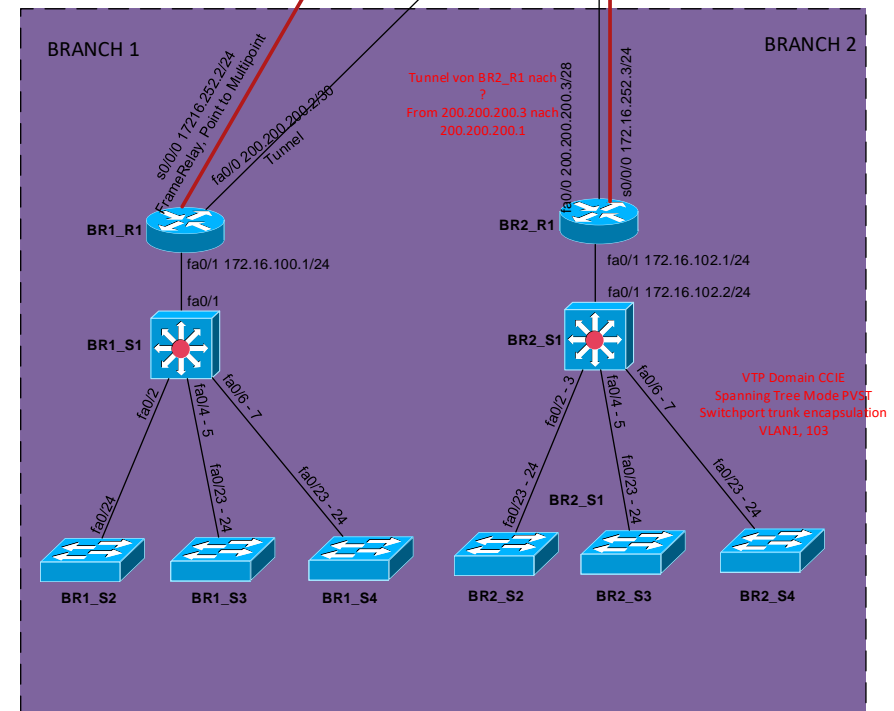 BRANCH 1
BRANCH 2
s0/0/0 17216.252.2/24
FrameRelay, Point to Multipoint
fa0/0 200.200.200.2/30
Tunnel
Tunnel von BR2_R1 nach
?
From 200.200.200.3 nach
200.200.200.1
fa0/0 200.200.200.3/28
s0/0/0 172.16.252.3/24
BR1_R1
BR2_R1
fa0/1 172.16.100.1/24
fa0/1 172.16.102.1/24
fa0/1
fa0/1 172.16.102.2/24
BR1_S1
BR2_S1
fa0/2
fa0/4 - 5
fa0/6 - 7
fa0/2 - 3
fa0/4 - 5
fa0/6 - 7
VTP Domain CCIE
Spanning Tree Mode PVST
Switchport trunk encapsulation
VLAN1, 103
fa0/24
fa0/23 - 24
fa0/23 - 24
fa0/23 - 24
fa0/23 - 24
fa0/23 - 24
BR2_S1
BR1_S2
BR1_S3
BR1_S4
BR2_S2
BR2_S3
BR2_S4